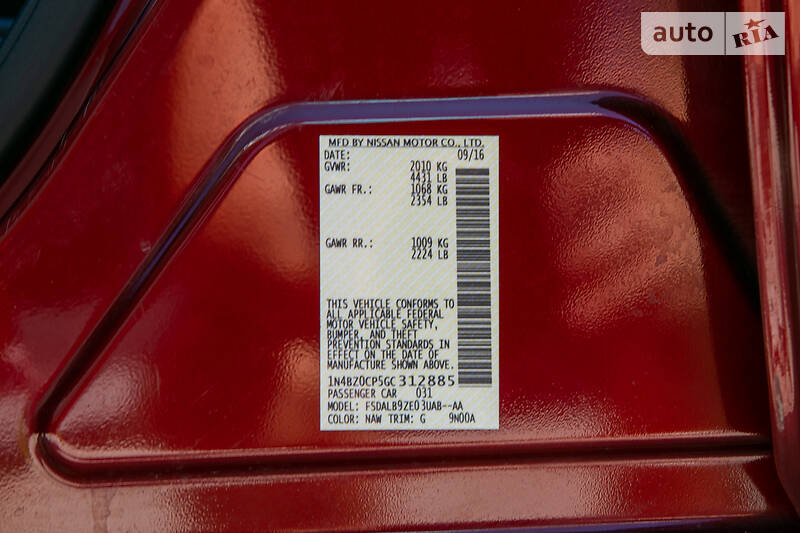 auto RIA
MFD BY NISSAN MOTOR CO., LTD.
DATE: 09/16
GVWR: 2010 KG
4431 LB
GAWR FR.: 1068 KG
2354 LB
GAWR RR.: 1009 KG
2224 LB
THIS VEHICLE CONFORMS TO
ALL APPLICABLE FEDERAL
MOTOR VEHICLE SAFETY,
BUMPER, AND THEFT
PREVENTION STANDARDS IN
EFFECT ON THE DATE OF
MANUFACTURE SHOWN ABOVE.
1N4BZ0CP5GC312885
PASSENGER CAR 031
MODEL: FSDALB9ZE03UAB--AA
COLOR: NAW TRIM: G 9N00A